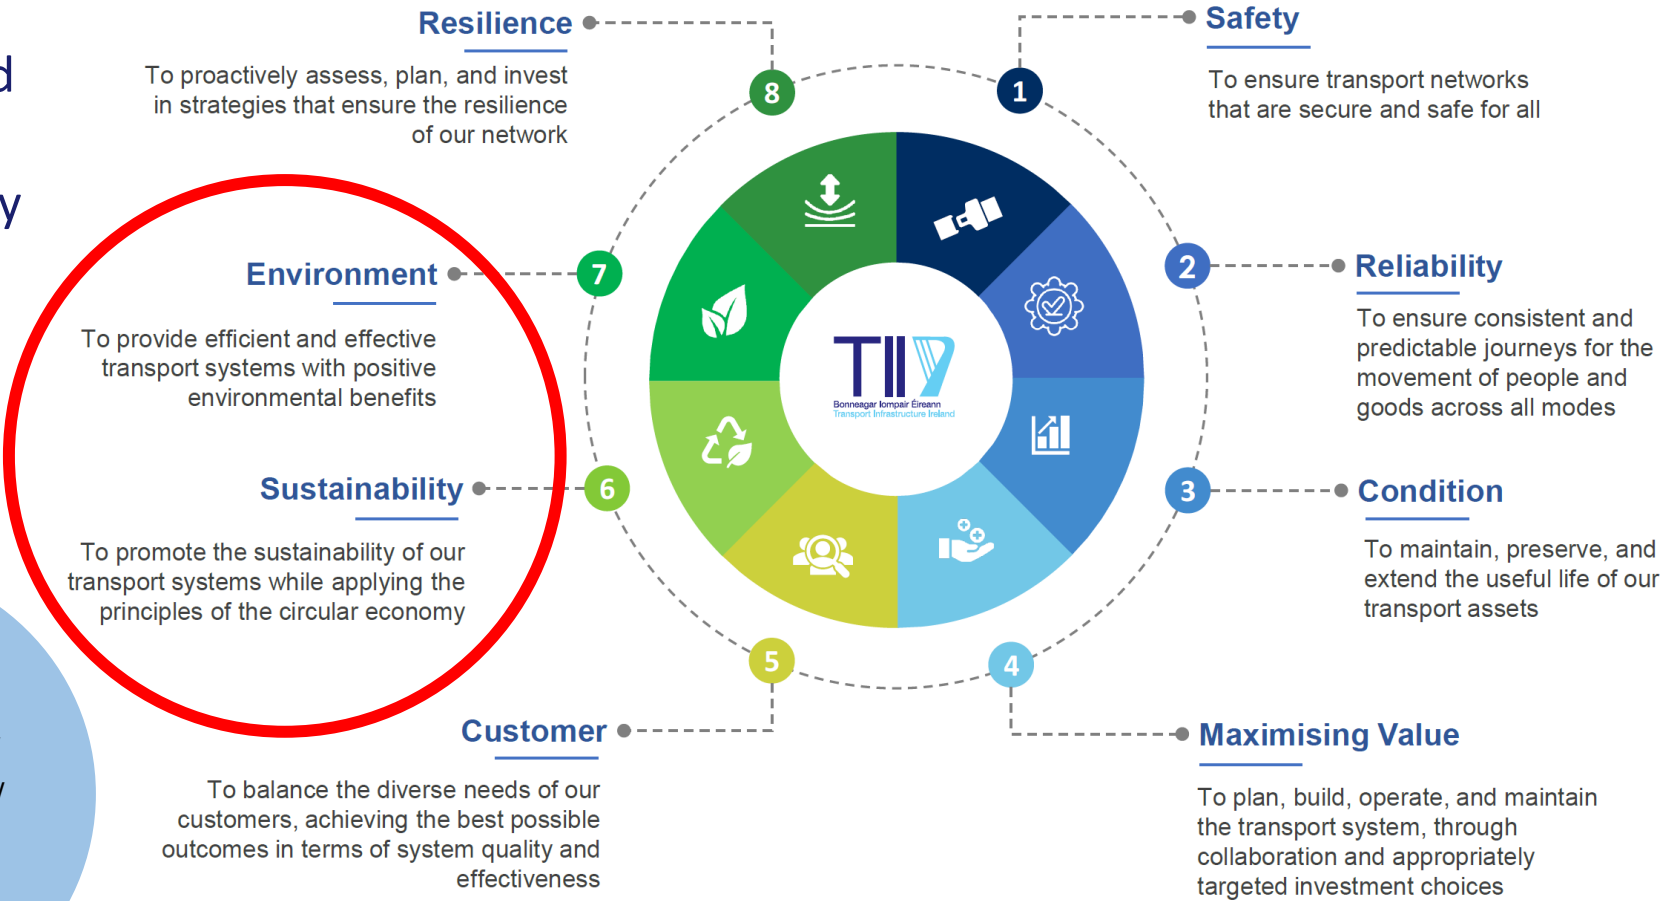 Resilience
To proactively assess, plan, and invest
in strategies that ensure the resilience
of our network
8
Safety
To ensure transport networks
that are secure and safe for all
1
Environment
To provide efficient and effective
transport systems with positive
environmental benefits
7
2
Reliability
To ensure consistent and
predictable journeys for the
movement of people and
goods across all modes
TII
Bonneagar Iompair Éireann
Transport Infrastructure Ireland
Sustainability
To promote the sustainability of our
transport systems while applying the
principles of the circular economy
6
3
Condition
To maintain, preserve, and
extend the useful life of our
transport assets
5
Customer
To balance the diverse needs of our
customers, achieving the best possible
outcomes in terms of system quality and
effectiveness
4
Maximising Value
To plan, build, operate, and maintain
the transport system, through
collaboration and appropriately
targeted investment choices